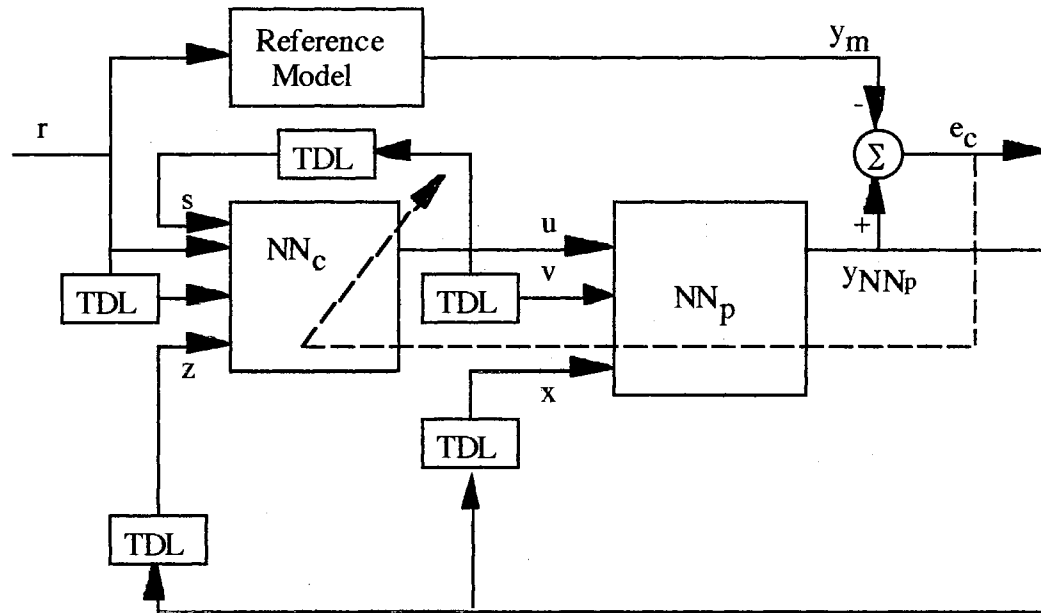 Reference
Model
y_m
-
r
TDL
e_c
Σ
s
NN_c
u
+
TDL
TDL
v
NN_p
y_NNp
z
x
TDL
TDL